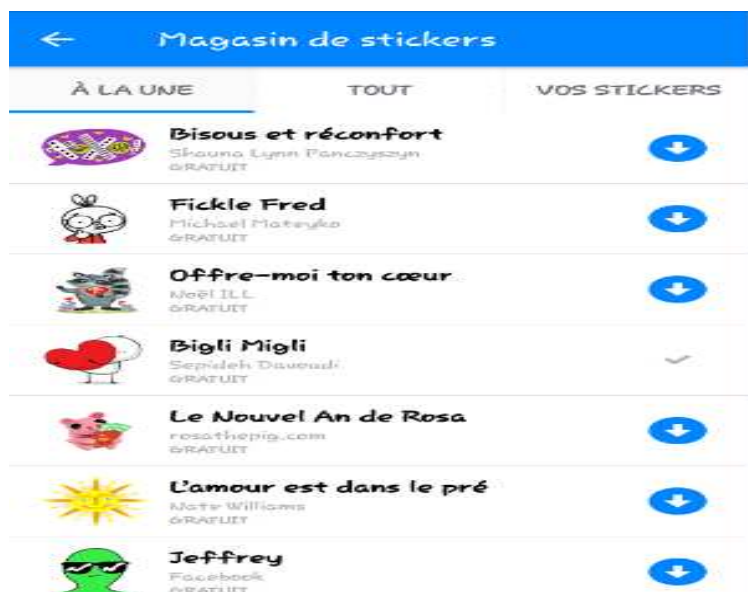 Magasin de stickers
À LA UNE
TOUT
VOS STICKERS
Bisous et réconfort
Shauna Lynn Panczyszyn
GRATUIT
Fickle Fred
Michael Mateyko
GRATUIT
Offre-moi ton cœur
Noël ILL
GRATUIT
Bigli Migli
Sepideh Davoudi
GRATUIT
Le Nouvel An de Rosa
rosathepig.com
GRATUIT
L'amour est dans le pré
Nate Williams
GRATUIT
Jeffrey
Facebook
GRATUIT